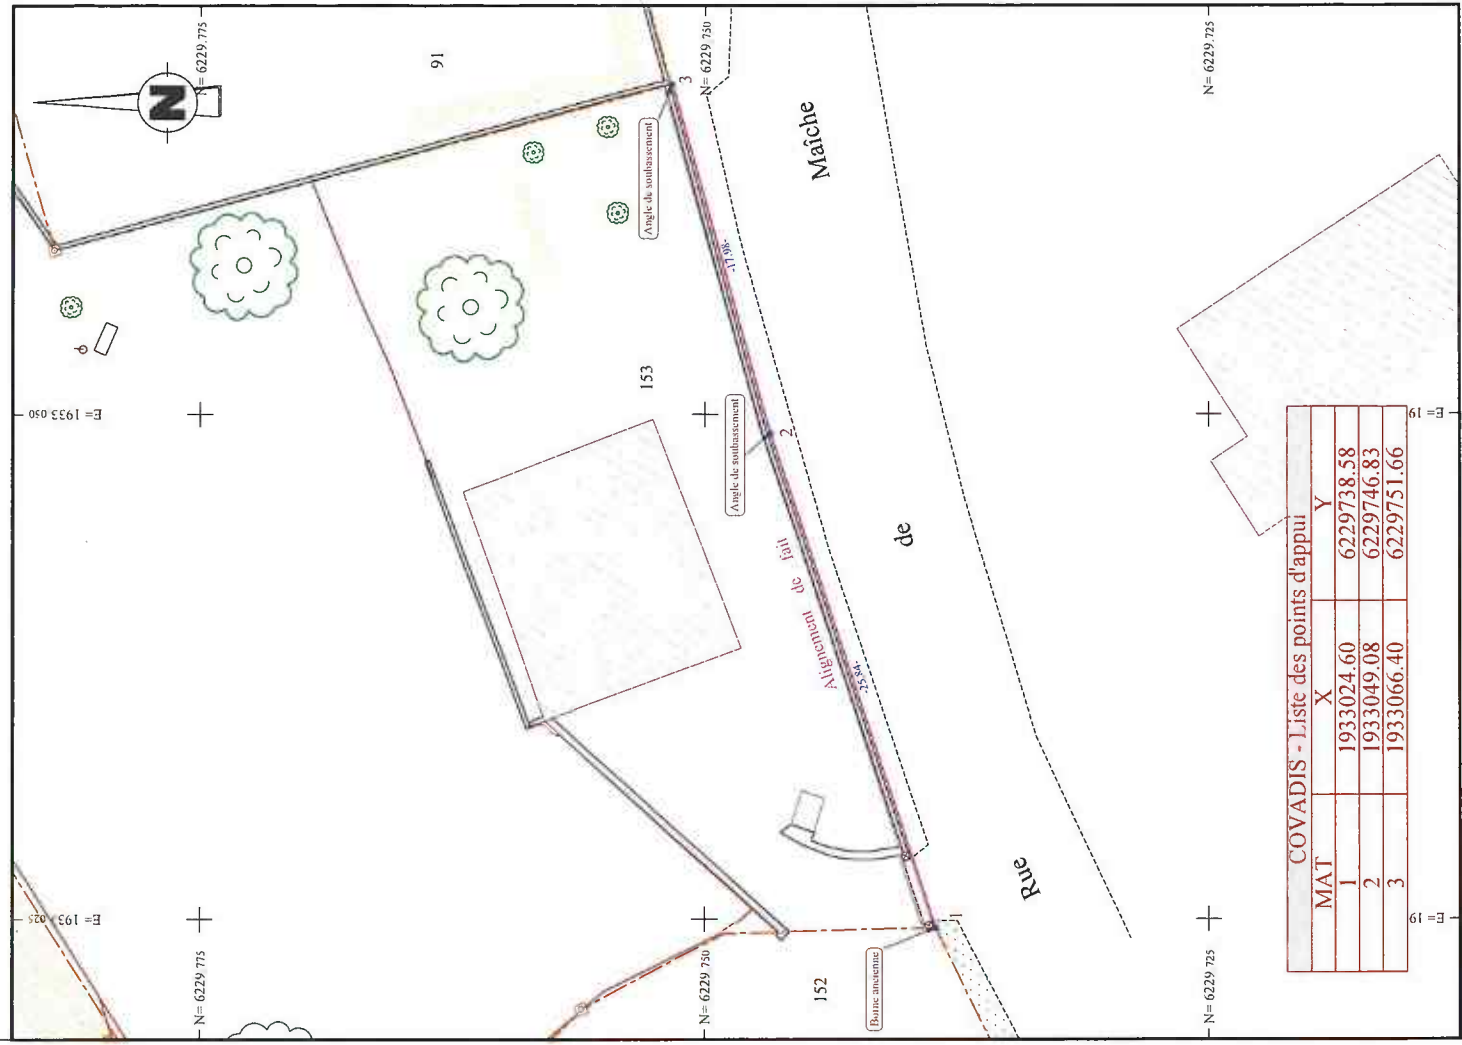 N
N= 6229.775
N= 6229.750
N= 6229.725
91
3
Angle de soubassement
Maîche
-17.98-
E= 1933 050
153
Angle de soubassement
2
de
Alignement de fait
-25.84-
E= 19
COVADIS - Liste des points d'appui
MAT X Y
1 1933024.60 6229738.58
2 1933049.08 6229746.83
3 1933066.40 6229751.66
Rue
1
Borne ancienne
152
N= 6229 775
N= 6229 750
N= 6229 725
E= 19